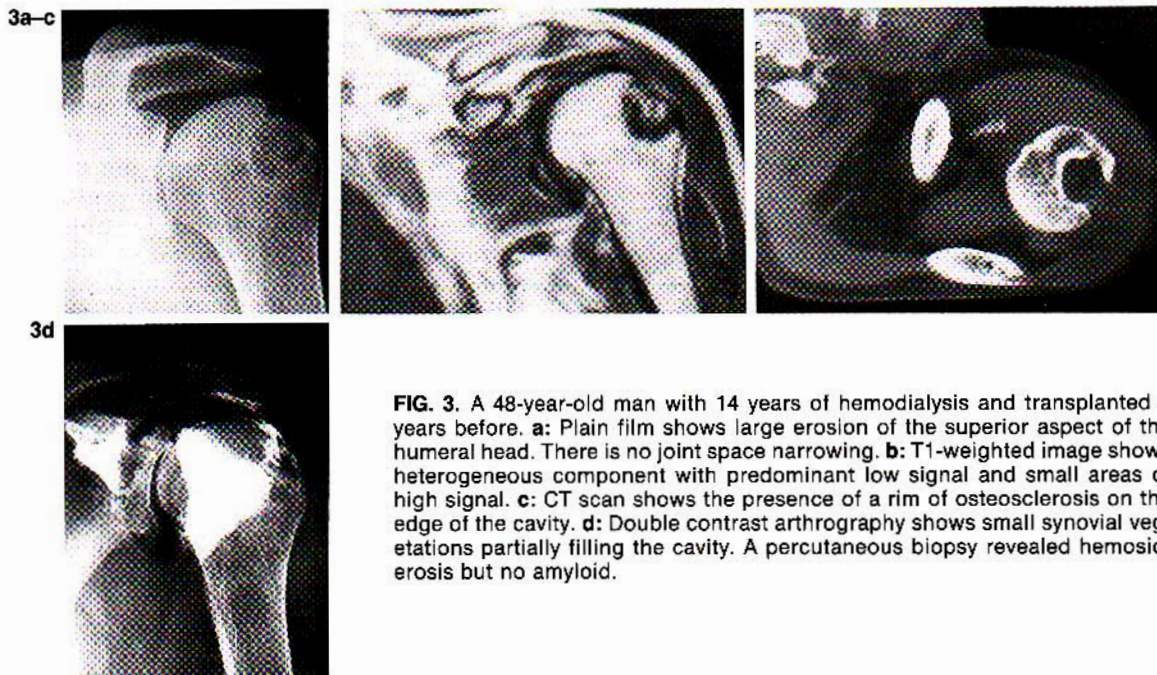 3a–c
3d
FIG. 3. A 48-year-old man with 14 years of hemodialysis and transplanted
years before. a: Plain film shows large erosion of the superior aspect of th
humeral head. There is no joint space narrowing. b: T1-weighted image show
heterogeneous component with predominant low signal and small areas o
high signal. c: CT scan shows the presence of a rim of osteosclerosis on th
edge of the cavity. d: Double contrast arthrography shows small synovial veg
etations partially filling the cavity. A percutaneous biopsy revealed hemosid
erosis but no amyloid.